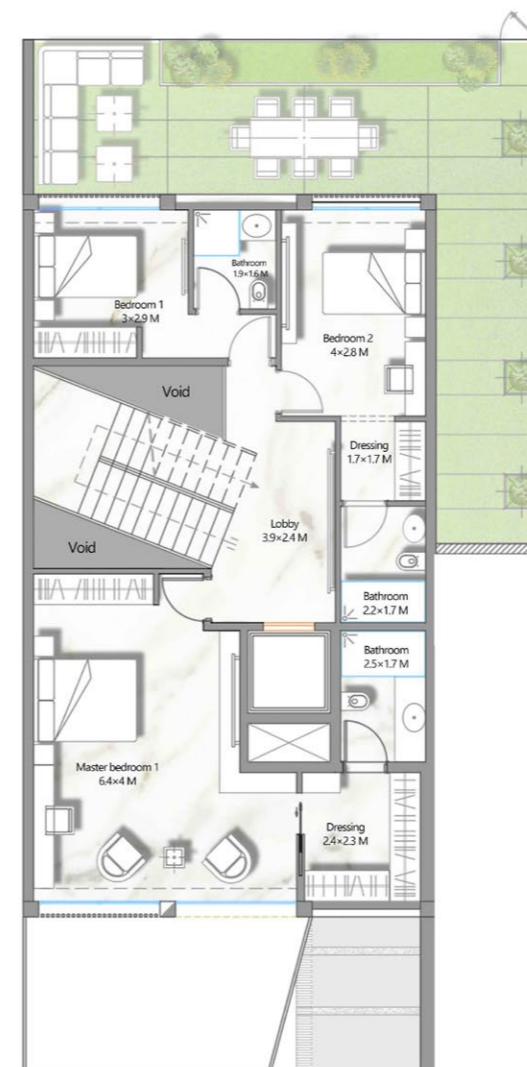 Bathroom
1.9×1.6 M
Bedroom 1
3×2.9 M
Bedroom 2
4×2.8 M
Void
Dressing
1.7×1.7 M
Lobby
3.9×2.4 M
Void
Bathroom
2.2×1.7 M
Bathroom
2.5×1.7 M
Master bedroom 1
6.4×4 M
Dressing
2.4×2.3 M